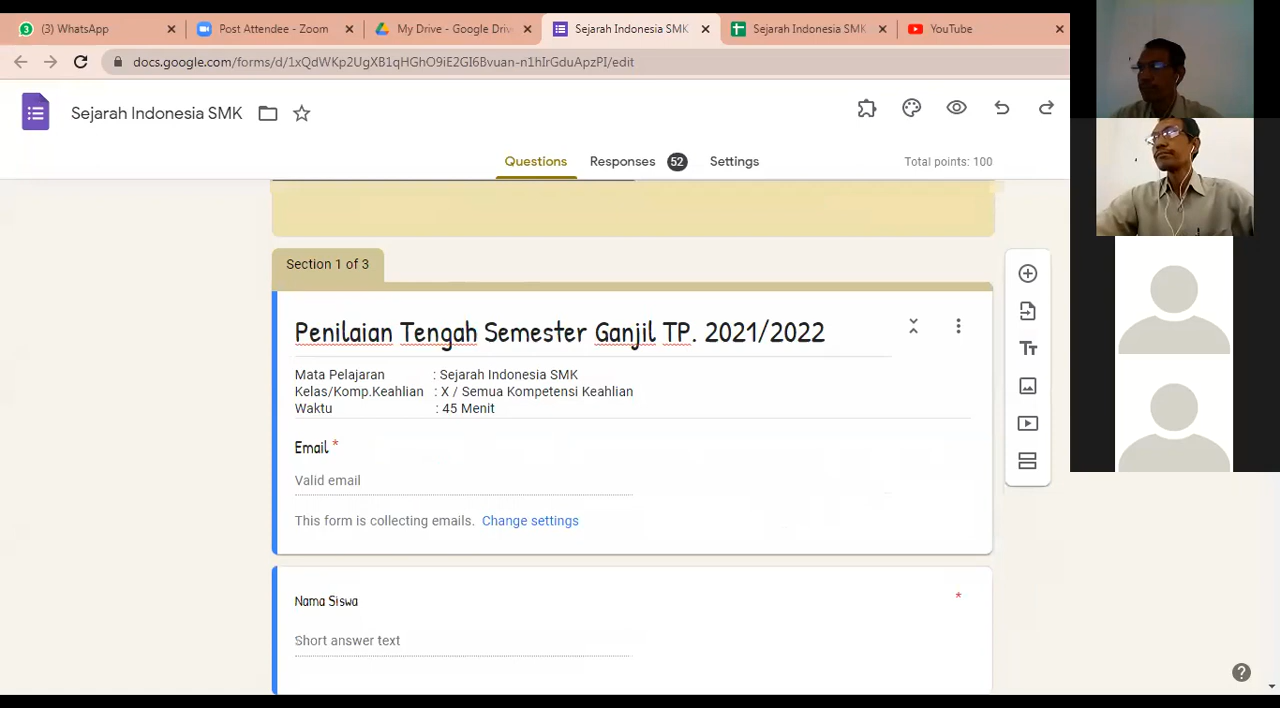 3
(3) WhatsApp
Post Attendee - Zoom
My Drive - Google Driv
Sejarah Indonesia SMK
Sejarah Indonesia SMK
YouTube
docs.google.com/forms/d/1xQdWKp2UgXB1qHGhO9iE2GI6Bvuan-n1hIrGduApzPI/edit
Sejarah Indonesia SMK
Questions
Responses 52
Settings
Total points: 100
Section 1 of 3
Penilaian Tengah Semester Ganjil TP. 2021/2022
Mata Pelajaran : Sejarah Indonesia SMK
Kelas/Komp.Keahlian : X / Semua Kompetensi Keahlian
Waktu : 45 Menit
Email *
Valid email
This form is collecting emails. Change settings
Nama Siswa *
Short answer text